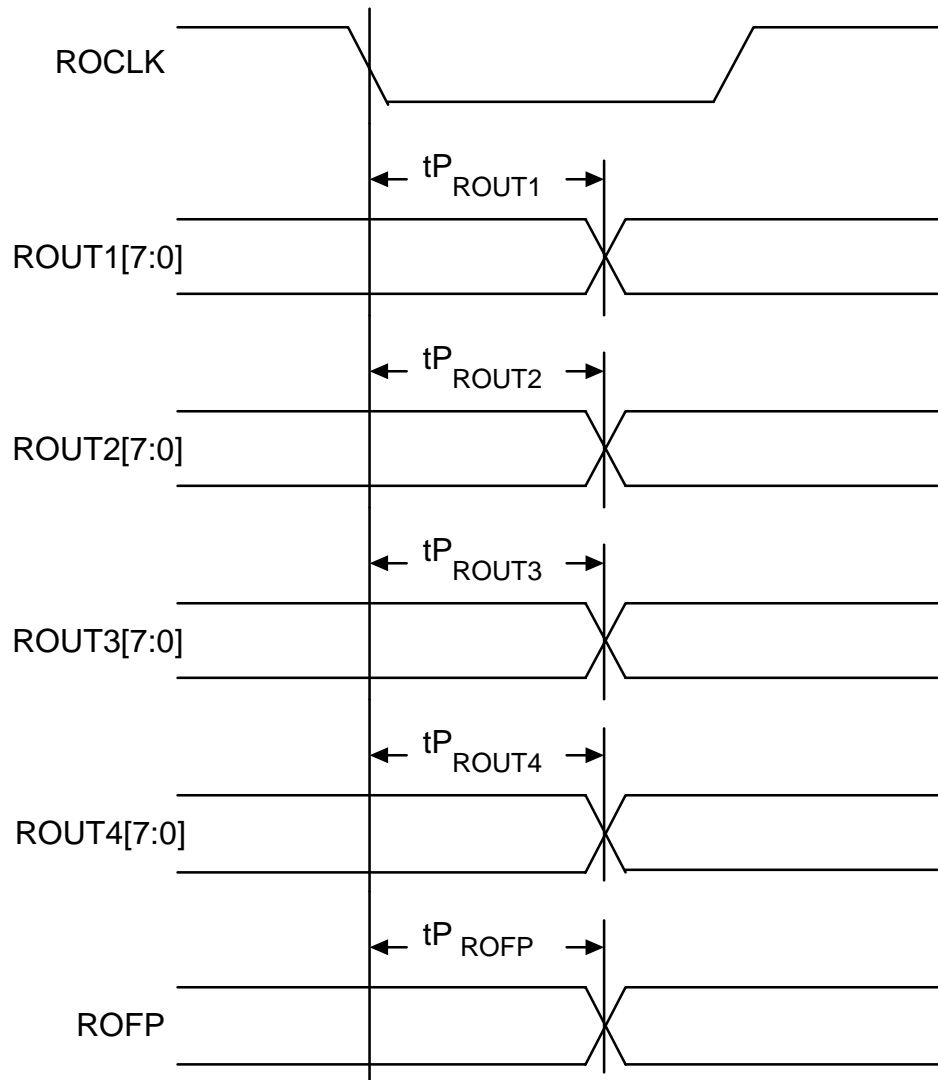 ROCLK
tP ROUT1
ROUT1[7:0]
tP ROUT2
ROUT2[7:0]
tP ROUT3
ROUT3[7:0]
tP ROUT4
ROUT4[7:0]
tP ROFP
ROFP